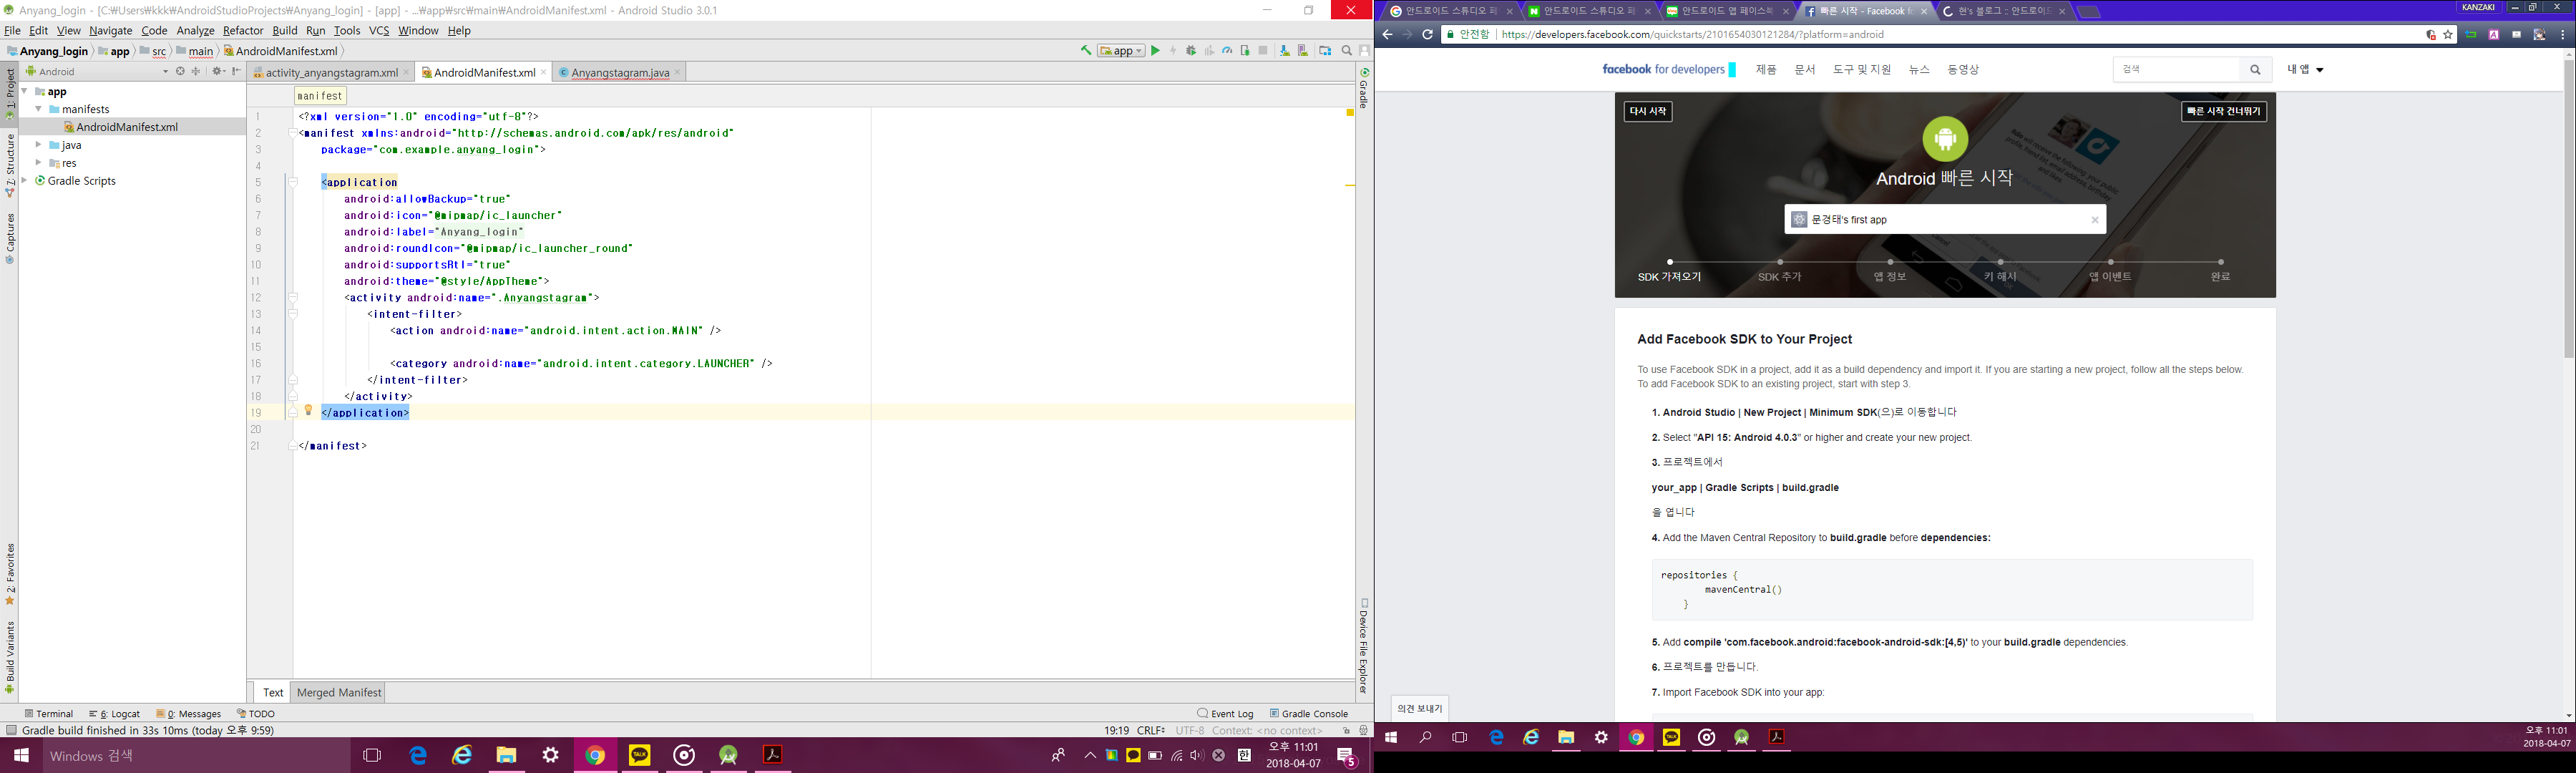 Anyang_login - [C:₩Users₩kkk₩AndroidStudioProjects₩Anyang_login] - [app] - ...₩app₩src₩main₩AndroidManifest.xml - Android Studio 3.0.1
File Edit View Navigate Code Analyze Refactor Build Run Tools VCS Window Help
Anyang_login app src main AndroidManifest.xml
app
Android
activity_anyangstagram.xml AndroidManifest.xml Anyangstagram.java
1: Project
7: Structure
Captures
2: Favorites
Build Variants
app
manifests
AndroidManifest.xml
java
res
Gradle Scripts
manifest
1 <?xml version="1.0" encoding="utf-8"?>
2 <manifest xmlns:android="http://schemas.android.com/apk/res/android"
3 package="com.example.anyang_login">
4
5 <application
6 android:allowBackup="true"
7 android:icon="@mipmap/ic_launcher"
8 android:label="Anyang_login"
9 android:roundIcon="@mipmap/ic_launcher_round"
10 android:supportsRtl="true"
11 android:theme="@style/AppTheme">
12 <activity android:name=".Anyangstagram">
13 <intent-filter>
14 <action android:name="android.intent.action.MAIN" />
15
16 <category android:name="android.intent.category.LAUNCHER" />
17 </intent-filter>
18 </activity>
19 </application>
20
21 </manifest>
Gradle
Device File Explorer
Text Merged Manifest
Terminal 6: Logcat 0: Messages TODO
Event Log Gradle Console
Gradle build finished in 33s 10ms (today 오후 9:59)
19:19 CRLF UTF-8 Context: <no context>
Windows 검색
TALK
한
오후 11:01
2018-04-07
5
안드로이드 스튜디오 페
안드로이드 스튜디오 페
안드로이드 앱 페이스북
빠른 시작 - Facebook fo
현's 블로그 :: 안드로이드
KANZAKI
안전함 https://developers.facebook.com/quickstarts/2101654030121284/?platform=android
facebook for developers 제품 문서 도구 및 지원 뉴스 동영상
검색
내 앱
다시 시작
빠른 시작 건너뛰기
Android 빠른 시작
문경태's first app
SDK 가져오기 SDK 추가 앱 정보 키 해시 앱 이벤트 완료
Add Facebook SDK to Your Project
To use Facebook SDK in a project, add it as a build dependency and import it. If you are starting a new project, follow all the steps below.
To add Facebook SDK to an existing project, start with step 3.
1. Android Studio | New Project | Minimum SDK(으)로 이동합니다
2. Select "API 15: Android 4.0.3" or higher and create your new project.
3. 프로젝트에서
your_app | Gradle Scripts | build.gradle
을 엽니다
4. Add the Maven Central Repository to build.gradle before dependencies:
repositories {
mavenCentral()
}
5. Add compile 'com.facebook.android:facebook-android-sdk:[4,5)' to your build.gradle dependencies.
6. 프로젝트를 만듭니다.
7. Import Facebook SDK into your app:
의견 보내기
TALK
오후 11:01
2018-04-07